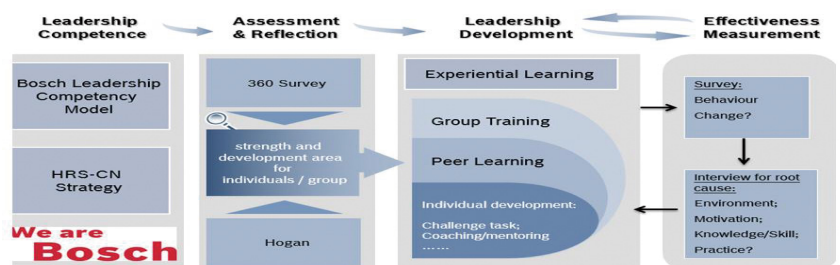 Leadership
Competence
Assessment
& Reflection
Leadership
Development
Effectiveness
Measurement
Bosch Leadership
Competency
Model
HRS-CN
Strategy
We are
Bosch
360 Survey
strength and
development area
for
individuals / group
Hogan
Experiential Learning
Group Training
Peer Learning
Individual development:
Challenge task;
Coaching/mentoring
......
Survey:
Behaviour
Change?
Interview for root
cause:
Environment;
Motivation;
Knowledge/Skill;
Practice?